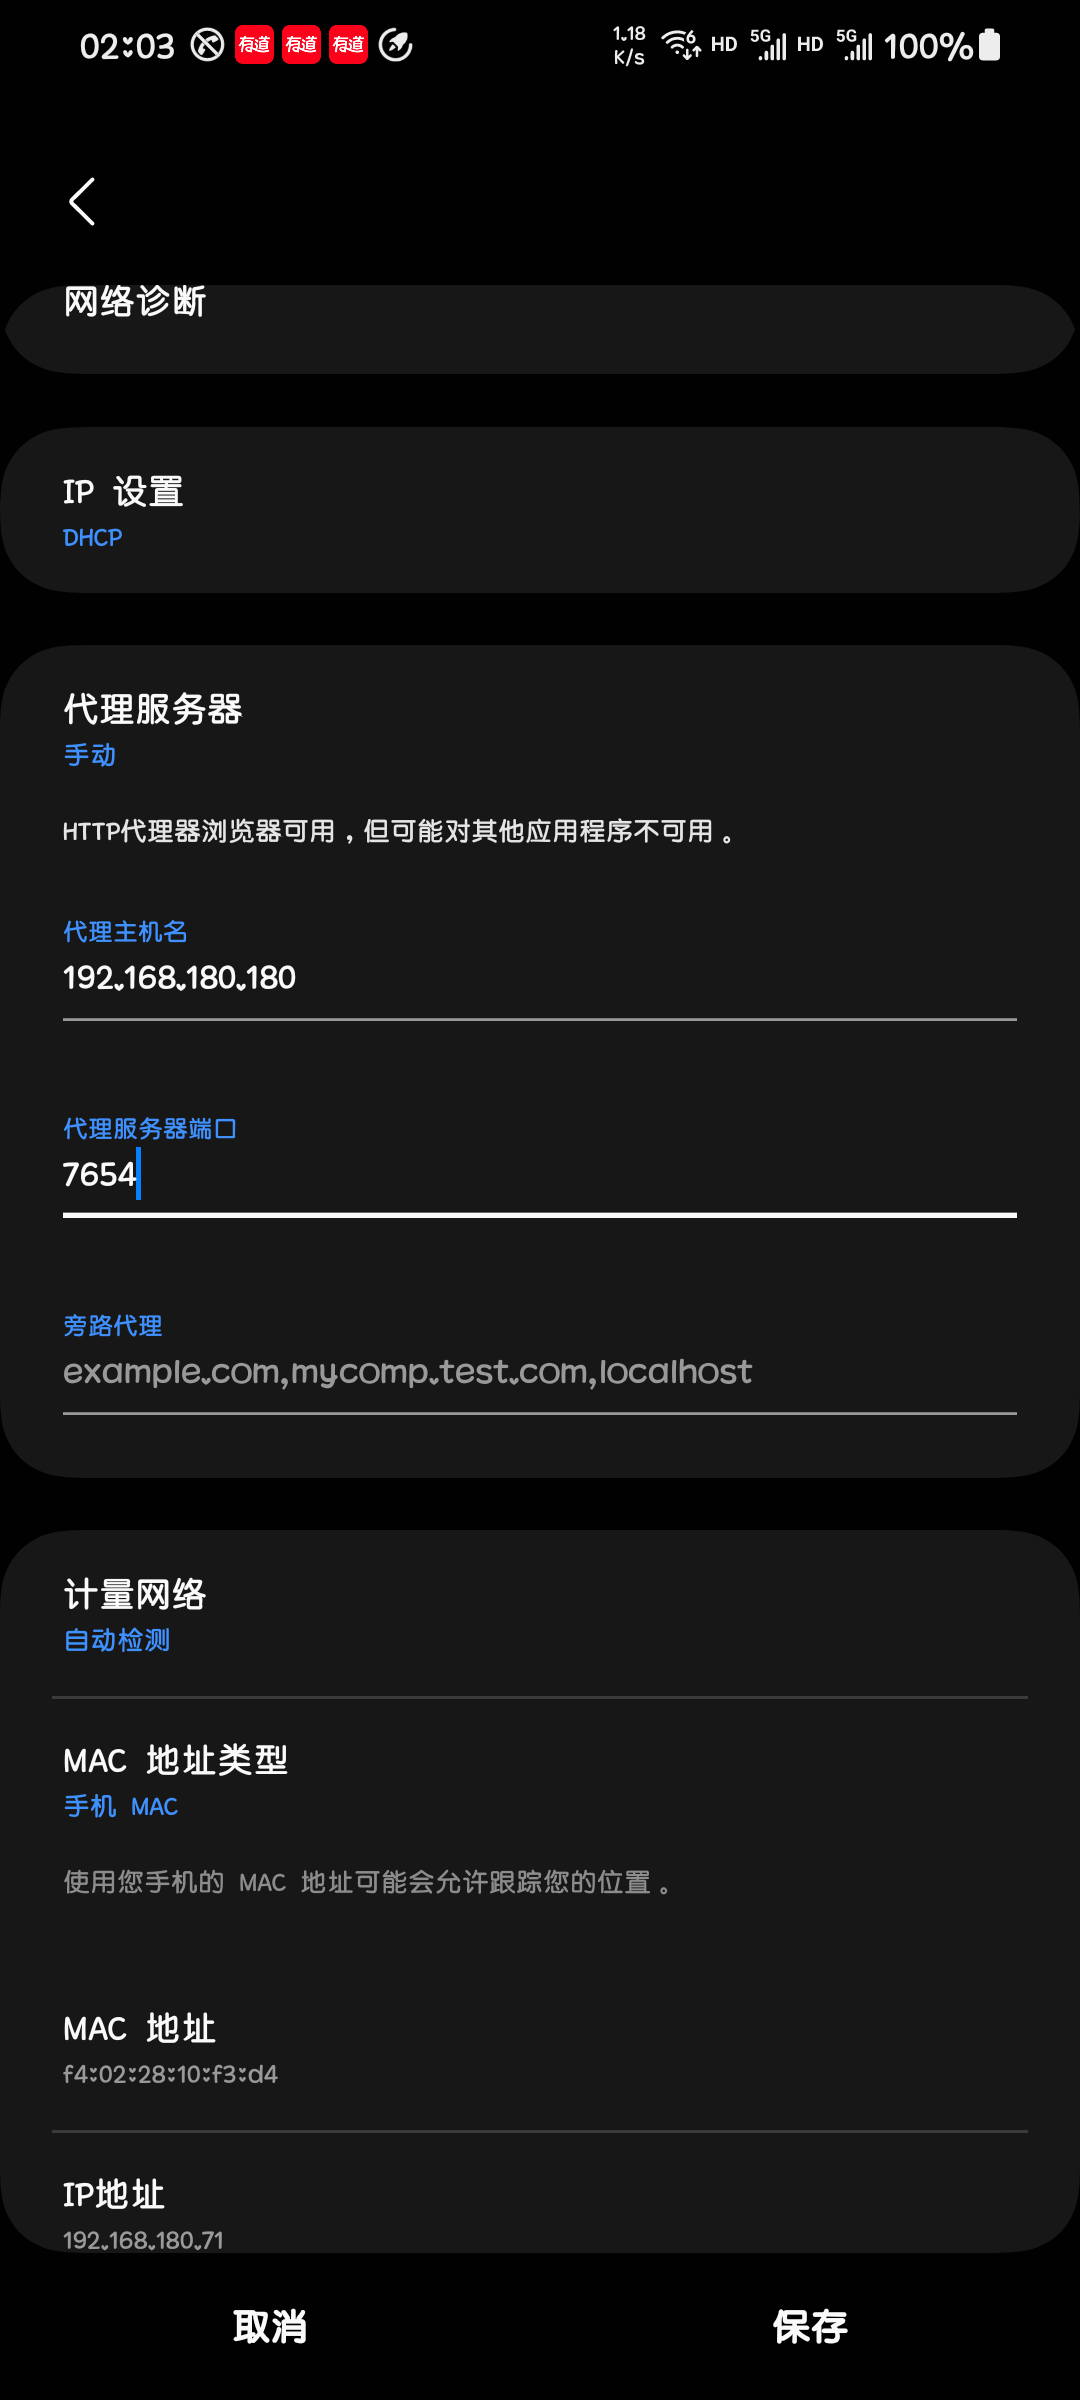 02:03 有道 有道 有道 1.18 K/s 6 HD 5G HD 5G 100%
网络诊断
IP 设置
DHCP
代理服务器
手动
HTTP代理器浏览器可用，但可能对其他应用程序不可用。
代理主机名
192.168.180.180
代理服务器端口
7654
旁路代理
example.com,mycomp.test.com,localhost
计量网络
自动检测
MAC 地址类型
手机 MAC
使用您手机的 MAC 地址可能会允许跟踪您的位置。
MAC 地址
f4:02:28:10:f3:d4
IP地址
192.168.180.71
取消 保存